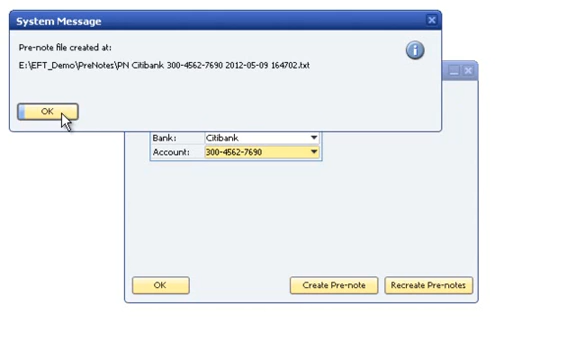 System Message
Pre-note file created at:
E:\EFT_Demo\PreNotes\PN Citibank 300-4562-7690 2012-05-09 164702.txt
OK
Bank: Citibank
Account: 300-4562-7690
OK Create Pre-note Recreate Pre-notes